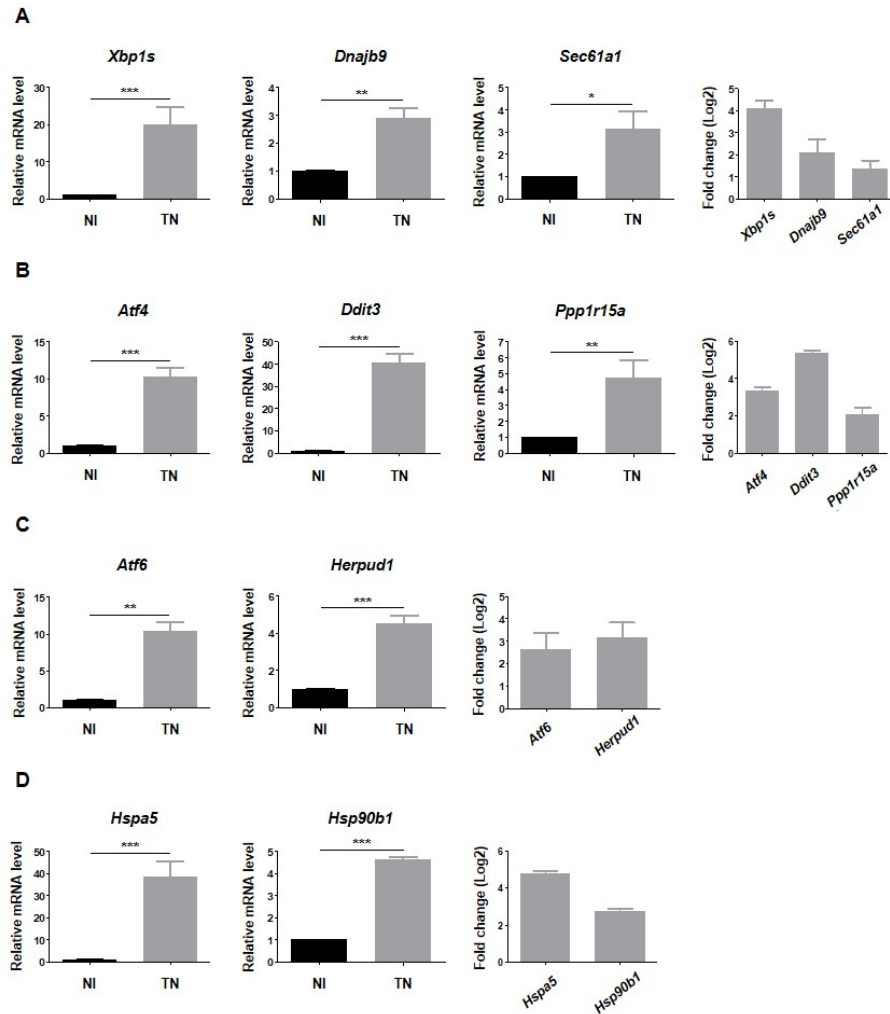 A
Xbp1s
Dnajb9
Sec61a1
Relative mRNA level
30
20
10
0
***
NI
TN
Relative mRNA level
4
3
2
1
0
**
NI
TN
Relative mRNA level
5
4
3
2
1
0
*
NI
TN
Fold change (Log2)
5
4
3
2
1
0
Xbp1s
Dnajb9
Sec61a1
B
Atf4
Ddit3
Ppp1r15a
Relative mRNA level
15
10
5
0
***
NI
TN
Relative mRNA level
50
40
30
20
10
0
***
NI
TN
Relative mRNA level
7
6
5
4
3
2
1
0
**
NI
TN
Fold change (Log2)
6
4
2
0
Atf4
Ddit3
Ppp1r15a
C
Atf6
Herpud1
Relative mRNA level
15
10
5
0
**
NI
TN
Relative mRNA level
6
4
2
0
***
NI
TN
Fold change (Log2)
5
4
3
2
1
0
Atf6
Herpud1
D
Hspa5
Hsp90b1
Relative mRNA level
50
40
30
20
10
0
***
NI
TN
Relative mRNA level
5
4
3
2
1
0
***
NI
TN
Fold change (Log2)
6
4
2
0
Hspa5
Hsp90b1